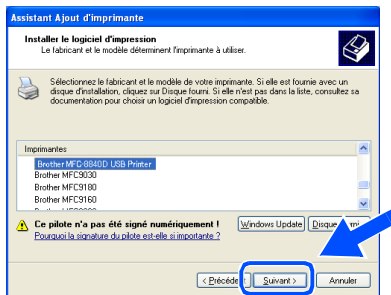 Assistant Ajout d'imprimante
Installer le logiciel d'impression
Le fabricant et le modèle déterminent l'imprimante à utiliser.
Sélectionnez le fabricant et le modèle de votre imprimante. Si elle est fournie avec un
disque d'installation, cliquez sur Disque fourni. Si elle n'est pas dans la liste, consultez sa
documentation pour choisir un logiciel d'impression compatible.
Imprimantes
Brother MFC-8840D USB Printer
Brother MFC9030
Brother MFC9180
Brother MFC9160
Ce pilote n'a pas été signé numériquement !
Windows Update
Disque
Pourquoi la signature du pilote est-elle si importante ?
< Précéde
Suivant >
Annuler